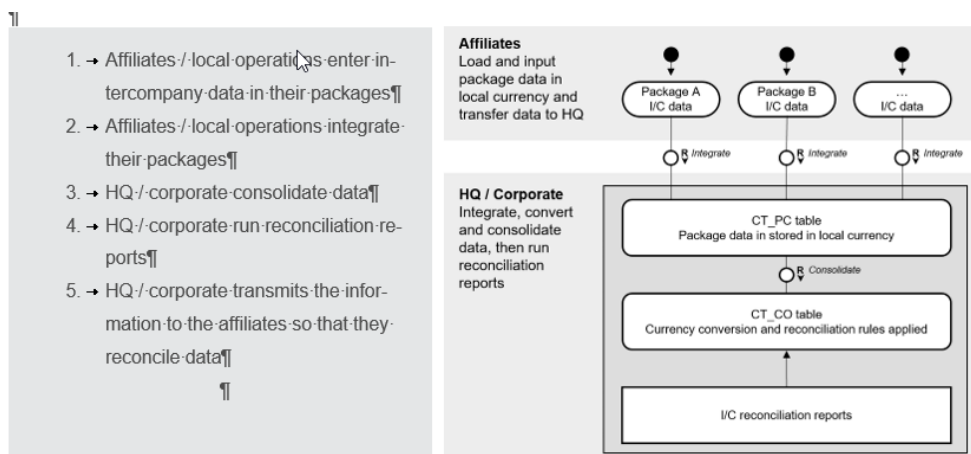 ¶
1. → Affiliates·/·local·operations·enter·in-
tercompany·data·in·their·packages¶
2. → Affiliates·/·local·operations·integrate·
their·packages¶
3. → HQ·/·corporate·consolidate·data¶
4. → HQ·/·corporate·run·reconciliation·re-
ports¶
5. → HQ·/·corporate·transmits·the·infor-
mation·to·the·affiliates·so·that·they·
reconcile·data¶
¶
Affiliates
Load and input
package data in
local currency and
transfer data to HQ
Package A
I/C data
Package B
I/C data
...
I/C data
R Integrate
R Integrate
R Integrate
HQ / Corporate
Integrate, convert
and consolidate
data, then run
reconciliation
reports
CT_PC table
Package data in stored in local currency
R Consolidate
CT_CO table
Currency conversion and reconciliation rules applied
I/C reconciliation reports